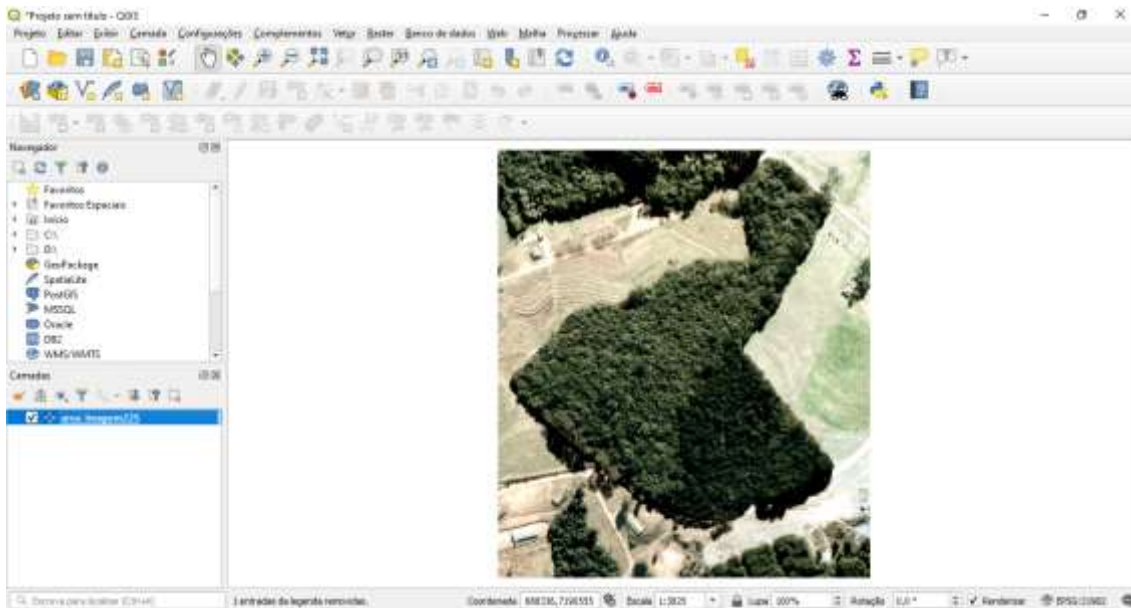 *Projeto sem título - QGIS
Projeto Editar Exibir Camada Configurações Complementos Vetor Raster Banco de dados Web Malha Processar Ajuda
Navegador
Favoritos
Favoritos Espaciais
Início
C:\
D:\
GeoPackage
SpatiaLite
PostGIS
MSSQL
Oracle
DB2
WMS/WMTS
Camadas
1 entradas da legenda removidas.
Coordenada
Escala 1:3825
Lupa 100%
Rotação 0,0 °
Renderizar